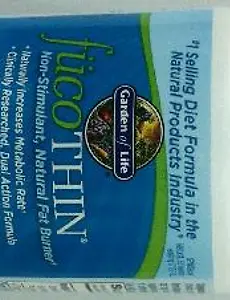 #1 Selling Diet Formula in the
Natural Products Industry
Garden of Life
fücoTHIN®
Non-Stimulant, Natural Fat Burner
*Naturally Increases Metabolic Rate
*Clinically Researched, Dual Action Formula